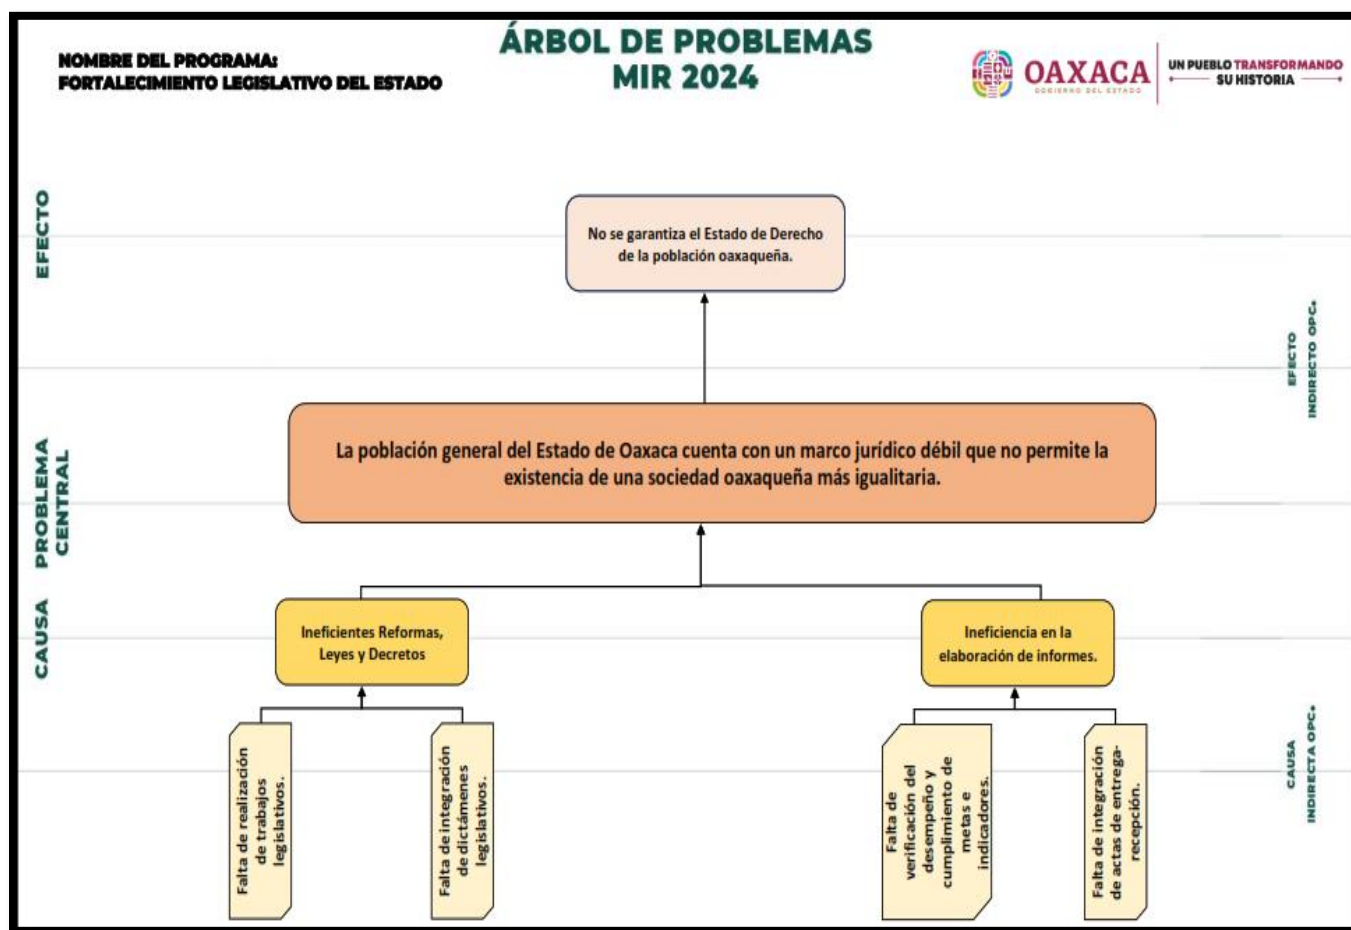 NOMBRE DEL PROGRAMA:
FORTALECIMIENTO LEGISLATIVO DEL ESTADO
ÁRBOL DE PROBLEMAS
MIR 2024
OAXACA
GOBIERNO DEL ESTADO
UN PUEBLO TRANSFORMANDO
SU HISTORIA
EFECTO
No se garantiza el Estado de Derecho
de la población oaxaqueña.
EFECTO
INDIRECTO OPC.
PROBLEMA
CENTRAL
La población general del Estado de Oaxaca cuenta con un marco jurídico débil que no permite la
existencia de una sociedad oaxaqueña más igualitaria.
CAUSA
Ineficientes Reformas,
Leyes y Decretos
Ineficiencia en la
elaboración de informes.
CAUSA
INDIRECTA OPC.
Falta de realización
de trabajos
legislativos.
Falta de integración
de dictámenes
legislativos.
Falta de
verificación del
desempeño y
cumplimiento de
metas e
indicadores.
Falta de integración
de actas de entrega-
recepción.